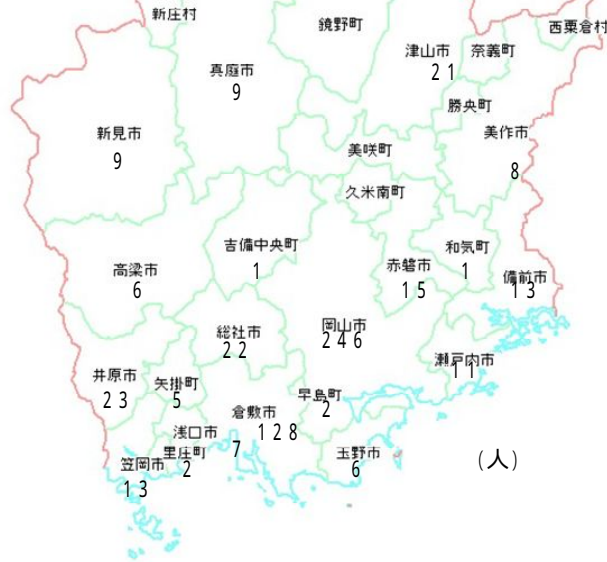 新庄村
鏡野町
西粟倉村
津山市
２１
奈義町
真庭市
９
勝央町
新見市
９
美作市
８
美咲町
久米南町
吉備中央町
１
和気町
１
赤磐市
１５
高梁市
６
備前市
１３
岡山市
２４６
総社市
２２
瀬戸内市
１１
井原市
２３
矢掛町
５
早島町
２
倉敷市
１２８
浅口市
７
里庄町
２
玉野市
６
笠岡市
１３
（人）